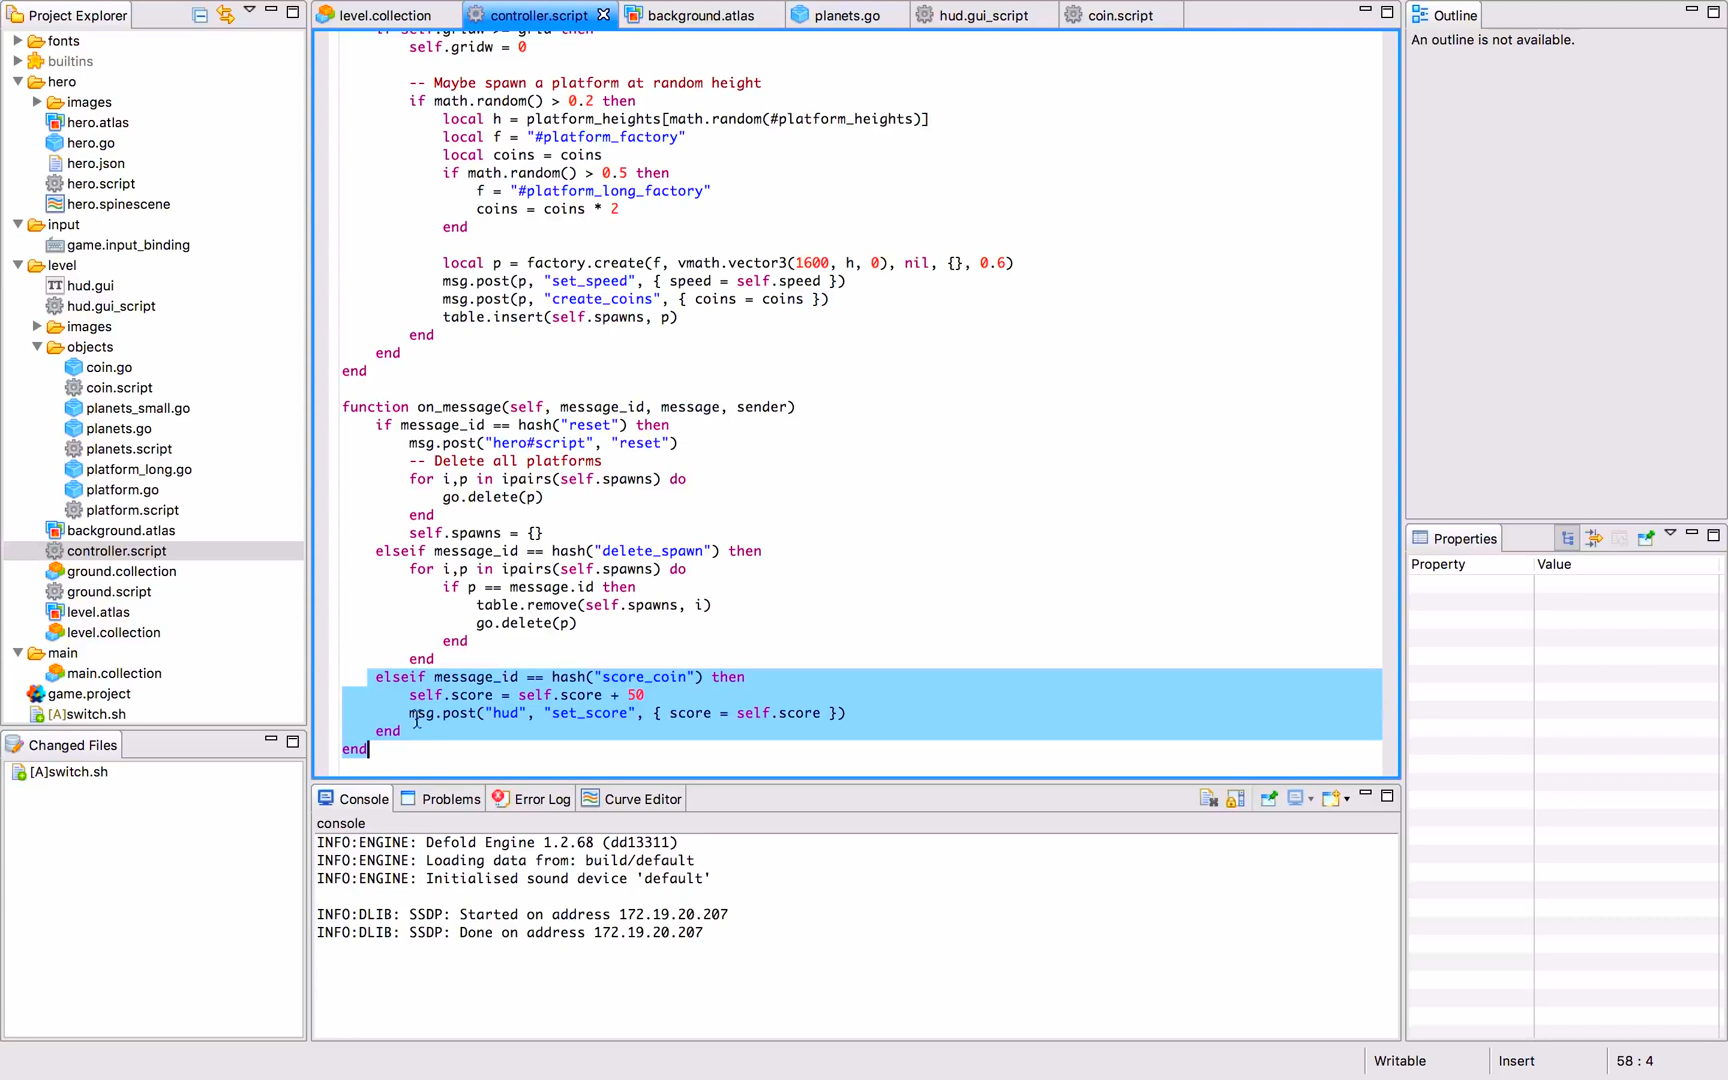 Project Explorer
level.collection
controller.script
background.atlas
planets.go
hud.gui_script
coin.script
Outline
An outline is not available.
fonts
builtins
hero
images
hero.atlas
hero.go
hero.json
hero.script
hero.spinescene
input
game.input_binding
level
hud.gui
hud.gui_script
images
objects
coin.go
coin.script
planets_small.go
planets.go
planets.script
platform_long.go
platform.go
platform.script
background.atlas
controller.script
ground.collection
ground.script
level.atlas
level.collection
main
main.collection
game.project
[A]switch.sh
if self.gridw >= grid then
self.gridw = 0
-- Maybe spawn a platform at random height
if math.random() > 0.2 then
local h = platform_heights[math.random(#platform_heights)]
local f = "#platform_factory"
local coins = coins
if math.random() > 0.5 then
f = "#platform_long_factory"
coins = coins * 2
end
local p = factory.create(f, vmath.vector3(1600, h, 0), nil, {}, 0.6)
msg.post(p, "set_speed", { speed = self.speed })
msg.post(p, "create_coins", { coins = coins })
table.insert(self.spawns, p)
end
end
end
function on_message(self, message_id, message, sender)
if message_id == hash("reset") then
msg.post("hero#script", "reset")
-- Delete all platforms
for i,p in ipairs(self.spawns) do
go.delete(p)
end
self.spawns = {}
elseif message_id == hash("delete_spawn") then
for i,p in ipairs(self.spawns) do
if p == message.id then
table.remove(self.spawns, i)
go.delete(p)
end
end
elseif message_id == hash("score_coin") then
self.score = self.score + 50
msg.post("hud", "set_score", { score = self.score })
end
end
Properties
Property Value
Changed Files
[A]switch.sh
Console
Problems
Error Log
Curve Editor
console
INFO:ENGINE: Defold Engine 1.2.68 (dd13311)
INFO:ENGINE: Loading data from: build/default
INFO:ENGINE: Initialised sound device 'default'
INFO:DLIB: SSDP: Started on address 172.19.20.207
INFO:DLIB: SSDP: Done on address 172.19.20.207
Writable
Insert
58 : 4